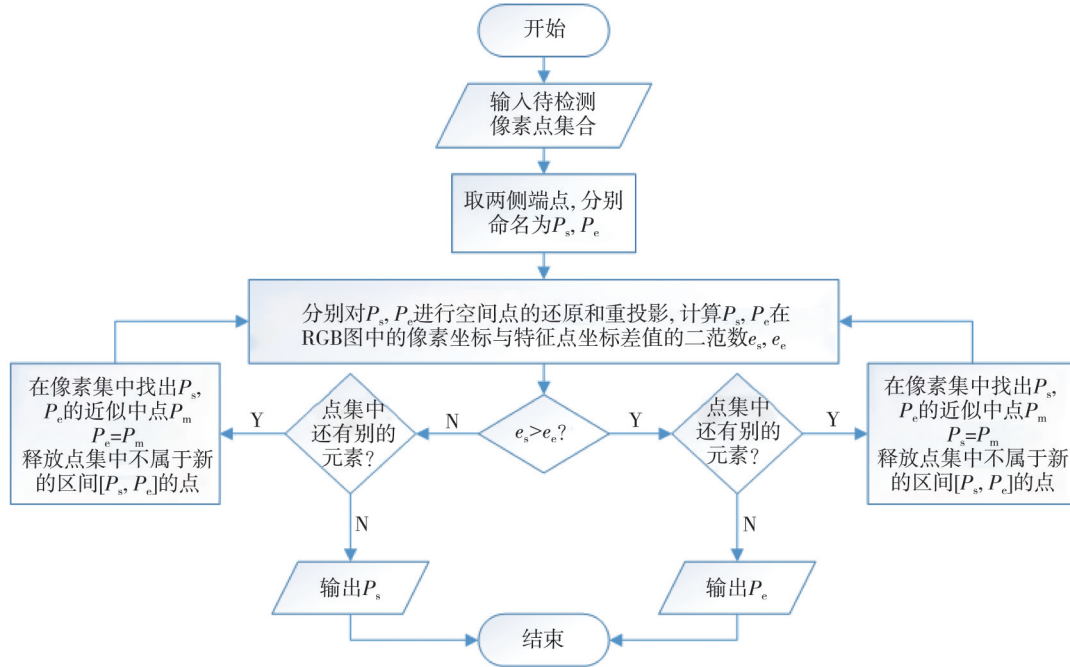 开始
输入待检测
像素点集合
取两侧端点, 分别
命名为Pₛ, Pₑ
分别对Pₛ, Pₑ进行空间点的还原和重投影, 计算Pₛ, Pₑ在
RGB图中的像素坐标与特征点坐标差值的二范数eₛ, eₑ
在像素集中找出Pₛ,
Pₑ的近似中点Pₘ
Pₑ=Pₘ
释放点集中不属于新
的区间[Pₛ, Pₑ]的点
Y
点集中
还有别的
元素?
N
eₛ>eₑ?
Y
点集中
还有别的
元素?
Y
在像素集中找出Pₛ,
Pₑ的近似中点Pₘ
Pₛ=Pₘ
释放点集中不属于新
的区间[Pₛ, Pₑ]的点
N
N
输出Pₛ
输出Pₑ
结束